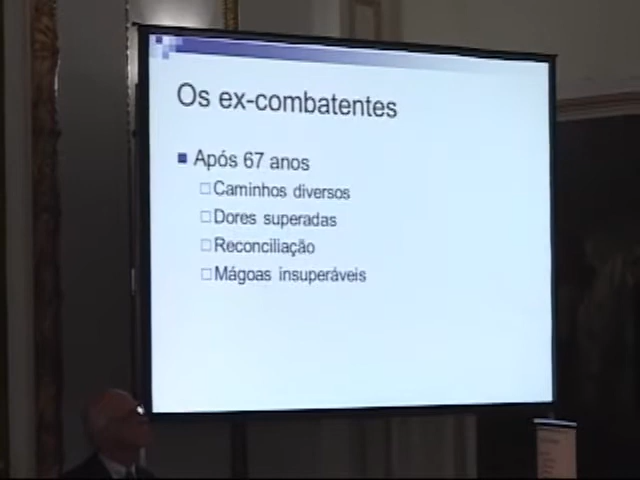 Os ex-combatentes
Após 67 anos
Caminhos diversos
Dores superadas
Reconciliação
Mágoas insuperáveis